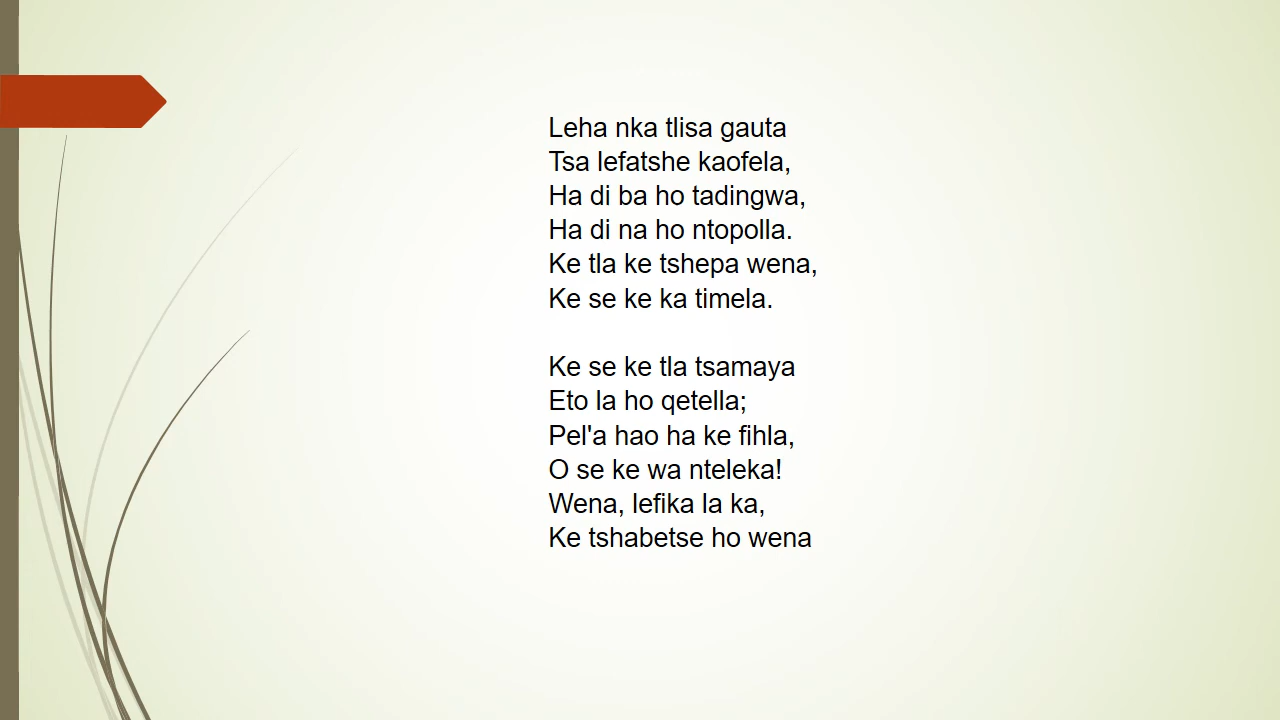 Leha nka tlisa gauta
Tsa lefatshe kaofela,
Ha di ba ho tadingwa,
Ha di na ho ntopolla.
Ke tla ke tshepa wena,
Ke se ke ka timela.

Ke se ke tla tsamaya
Eto la ho qetella;
Pel'a hao ha ke fihla,
O se ke wa nteleka!
Wena, lefika la ka,
Ke tshabetse ho wena